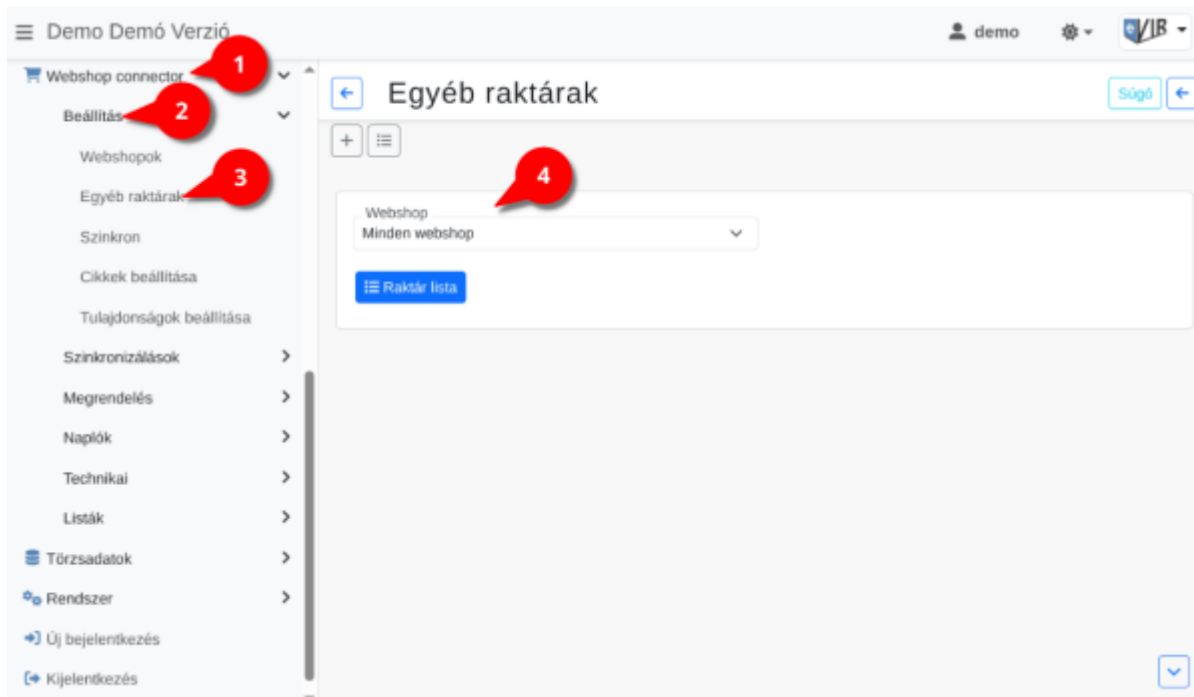 Demo Demó Verzió
demo
eVIR
Webshop connector
1
Beállítás
2
Webshopok
Egyéb raktárak
3
Szinkron
Cikkek beállítása
Tulajdonságok beállítása
Szinkronizálások
Megrendelés
Naplók
Technikai
Listák
Törzsadatok
Rendszer
Új bejelentkezés
Kijelentkezés
Egyéb raktárak
Súgó
4
Webshop
Minden webshop
Raktár lista